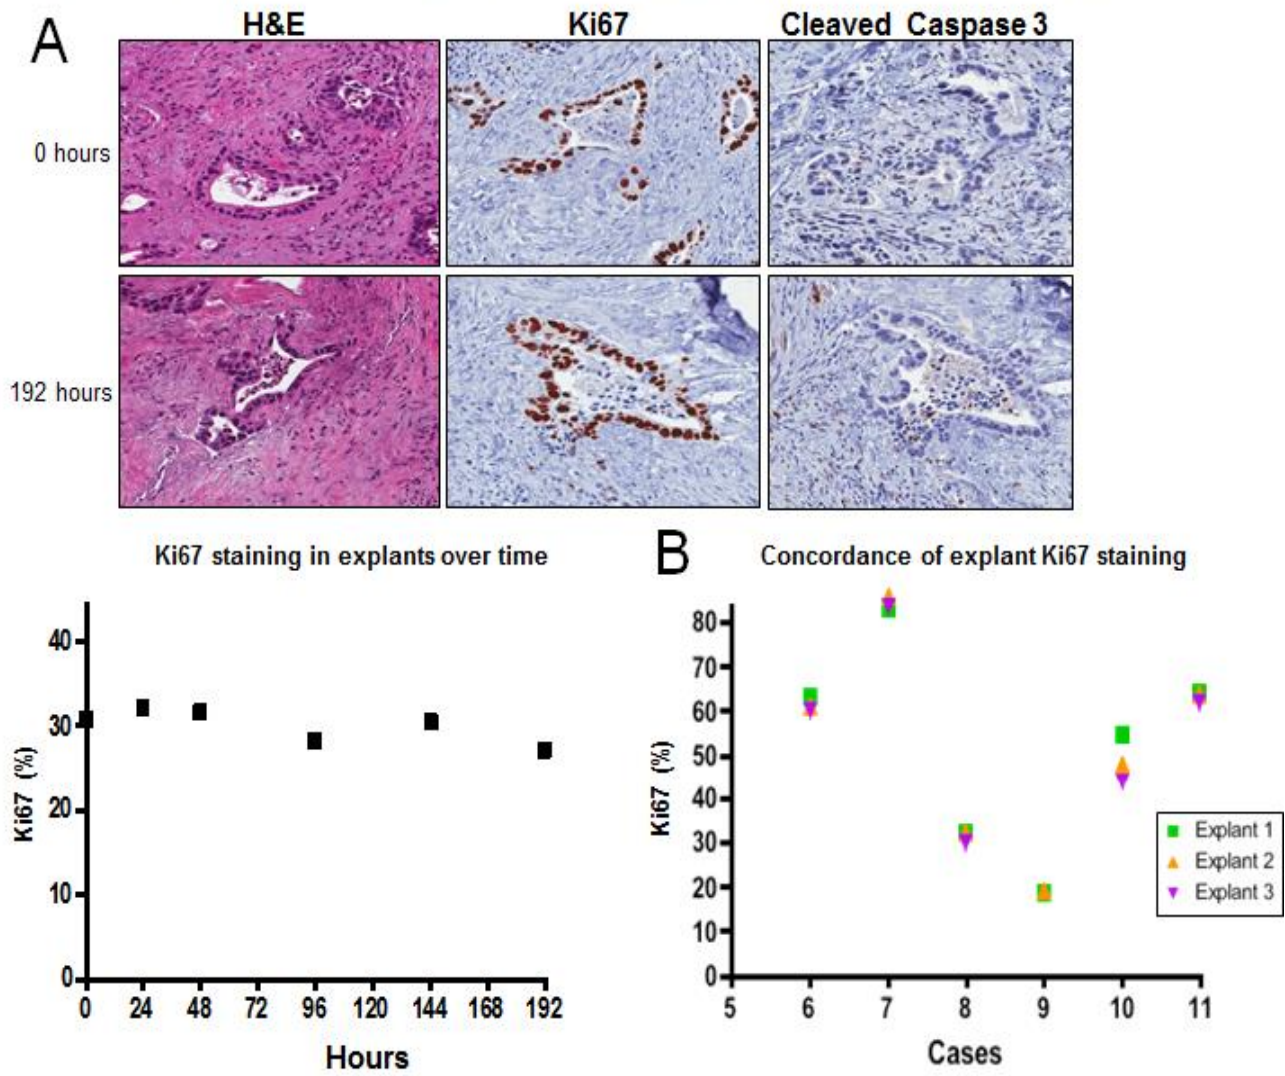 A
H&E
Ki67
Cleaved Caspase 3
0 hours
192 hours
Ki67 staining in explants over time
Ki67 (%)
40
30
20
10
0
0 24 48 72 96 120 144 168 192
Hours
B
Concordance of explant Ki67 staining
Ki67 (%)
80
70
60
50
40
30
20
10
0
5 6 7 8 9 10 11
Cases
Explant 1
Explant 2
Explant 3